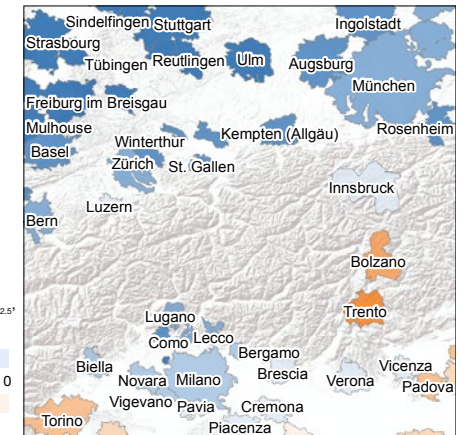 Sindelfingen Stuttgart
Ingolstadt
Strasbourg
Tübingen Reutlingen Ulm
Augsburg
München
Freiburg im Breisgau
Mulhouse
Winterthur
Kempten (Allgäu)
Rosenheim
Basel
Zürich
St. Gallen
Innsbruck
Luzern
Bern
Bolzano
2.5,
Trento
Lugano
Como
Lecco
Bergamo
Biella
Brescia
Vicenza
0
Novara
Milano
Verona
Padova
Vigevano
Pavia
Cremona
Torino
Piacenza